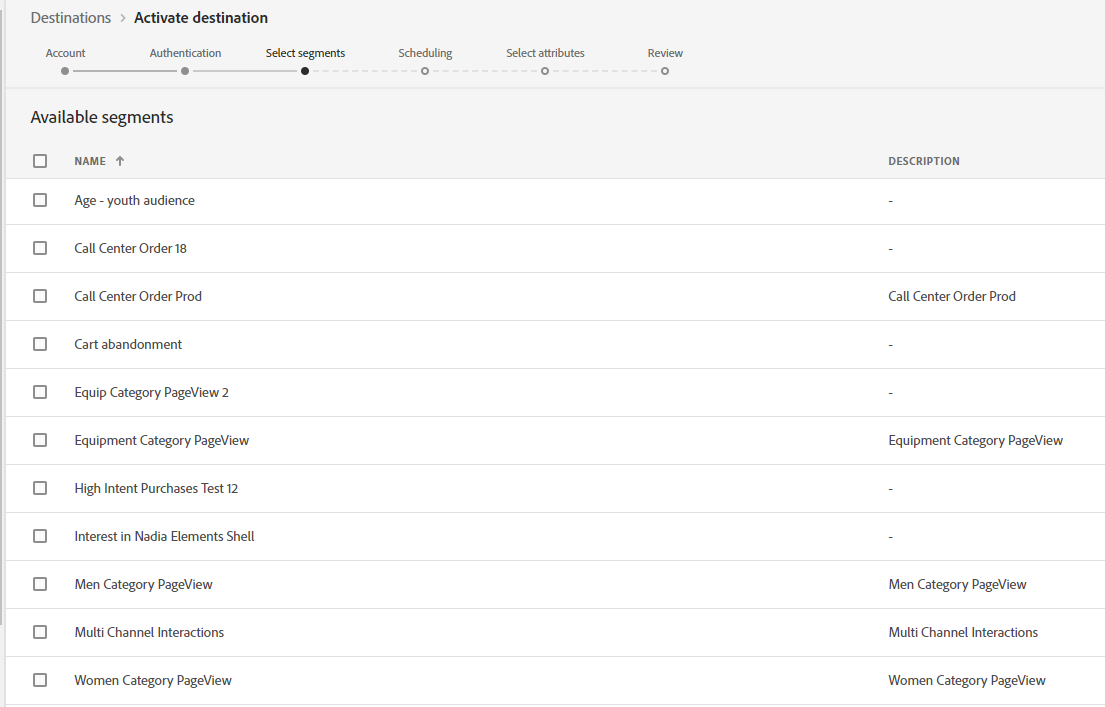 Destinations > Activate destination
Account Authentication Select segments Scheduling Select attributes Review
Available segments
NAME ↑ DESCRIPTION
Age - youth audience -
Call Center Order 18 -
Call Center Order Prod Call Center Order Prod
Cart abandonment -
Equip Category PageView 2 -
Equipment Category PageView Equipment Category PageView
High Intent Purchases Test 12 -
Interest in Nadia Elements Shell -
Men Category PageView Men Category PageView
Multi Channel Interactions Multi Channel Interactions
Women Category PageView Women Category PageView